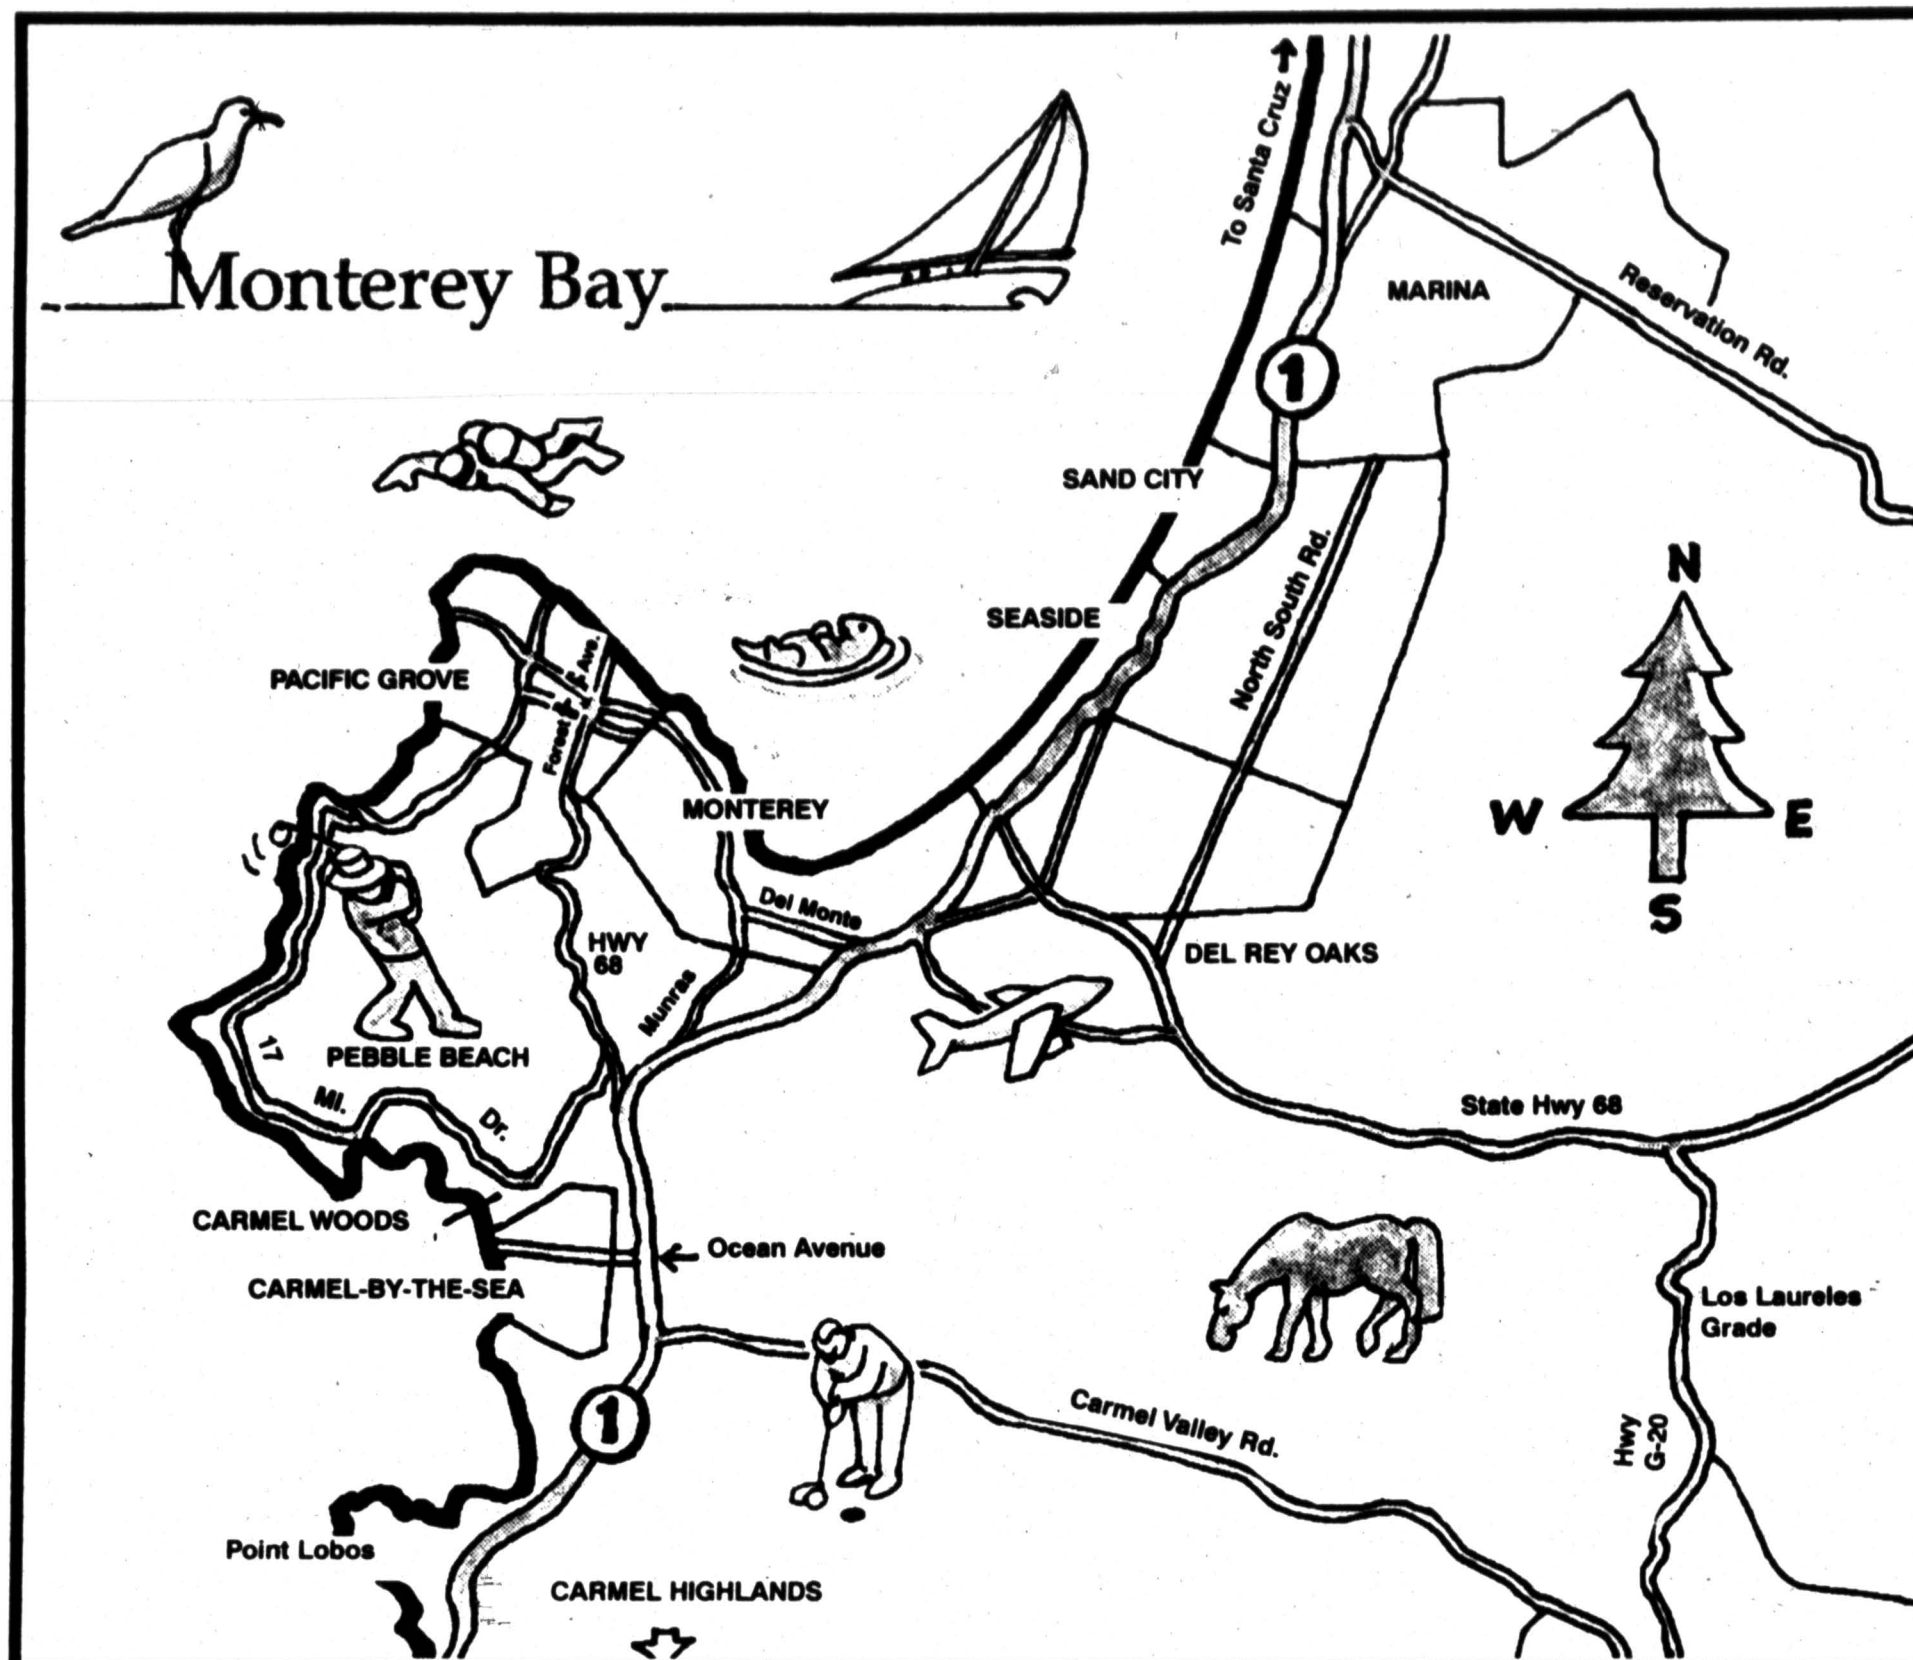 To Santa Cruz
Monterey Bay
MARINA
Reservation Rd.
1
SAND CITY
North South Rd.
N
SEASIDE
PACIFIC GROVE
Forest Ave.
MONTEREY
W
E
S
Del Monte
HWY
68
DEL REY OAKS
Munras
17
MI.
Dr.
PEBBLE BEACH
State Hwy 68
CARMEL WOODS
Ocean Avenue
CARMEL-BY-THE-SEA
Los Laureles
Grade
1
Carmel Valley Rd.
Hwy
G-20
Point Lobos
CARMEL HIGHLANDS